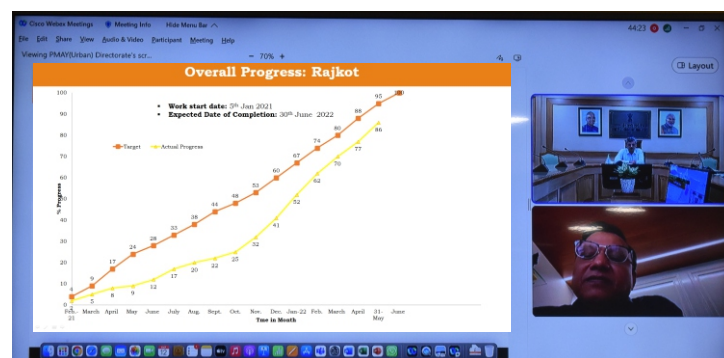 Cisco Webex Meetings Meeting Info Hide Menu Bar
44:23
File Edit Share View Audio & Video Participant Meeting Help
Viewing PMAY(Urban) Directorate's scr...
- 70% +
Layout
Overall Progress: Rajkot
• Work start date: 5th Jan 2021
• Expected Date of Completion: 30th June 2022
Target Actual Progress
% Progress
100
90
80
70
60
50
40
30
20
10
4 9 17 24 28 33 38 44 48 53 60 67 74 80 88 95 100
2 5 8 9 12 17 20 22 25 32 41 52 62 70 77 86
Feb- 21 March April May June July Aug. Sept. Oct. Nov. Dec. Jan-22 Feb. March April 31- May June
Time in Month